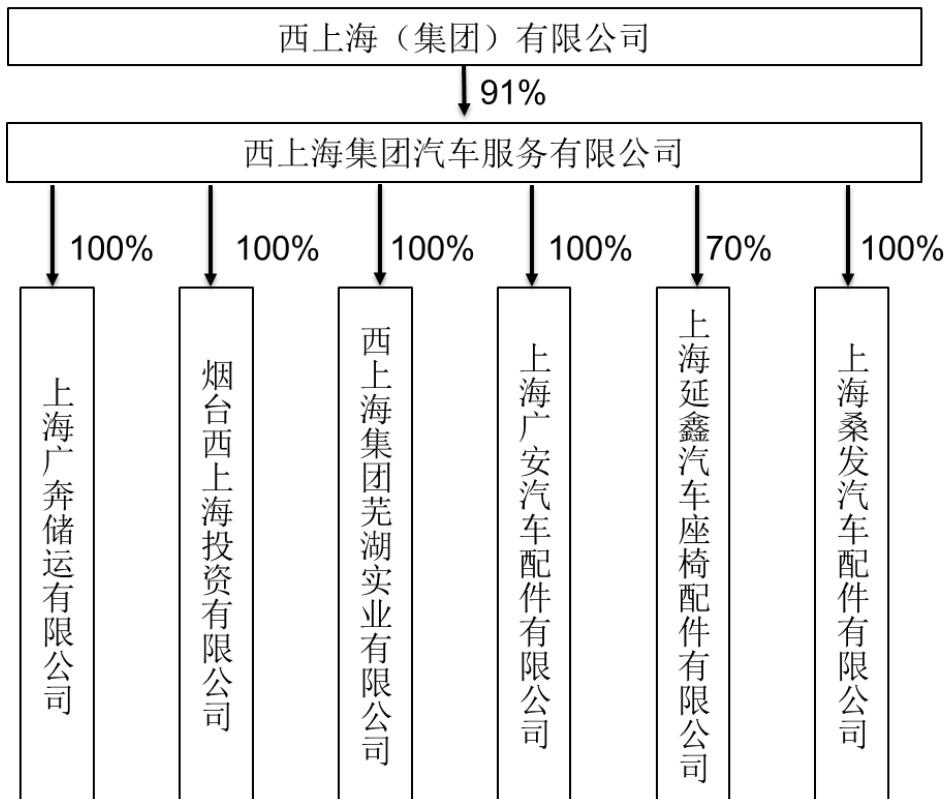 西上海（集团）有限公司
91%
西上海集团汽车服务有限公司
100%
100%
100%
100%
70%
100%
上海广奔储运有限公司
烟台西上海投资有限公司
西上海集团芜湖实业有限公司
上海广安汽车配件有限公司
上海延鑫汽车座椅配件有限公司
上海桑发汽车配件有限公司